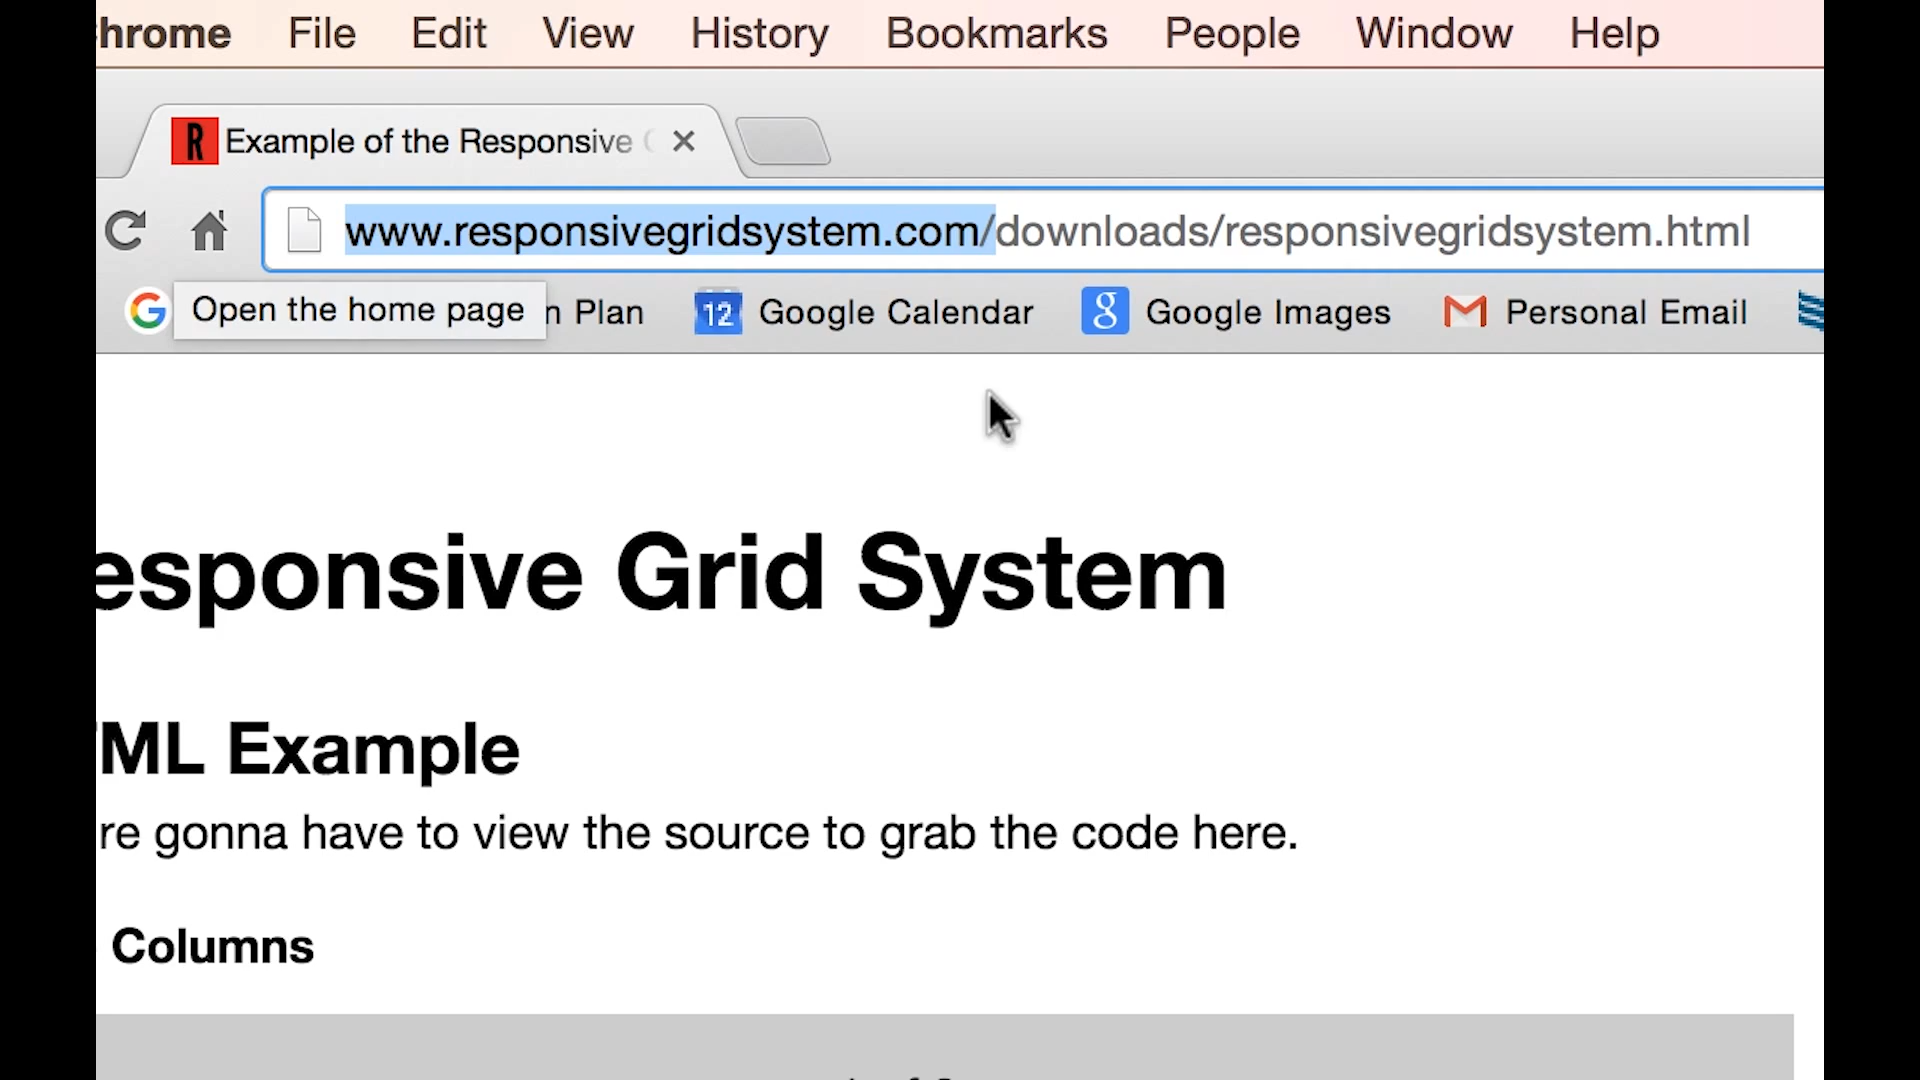 hrome File Edit View History Bookmarks People Window Help
R Example of the Responsive
www.responsivegridsystem.com/downloads/responsivegridsystem.html
G Open the home page n Plan 12 Google Calendar g Google Images Personal Email
esponsive Grid System
ML Example
re gonna have to view the source to grab the code here.
Columns